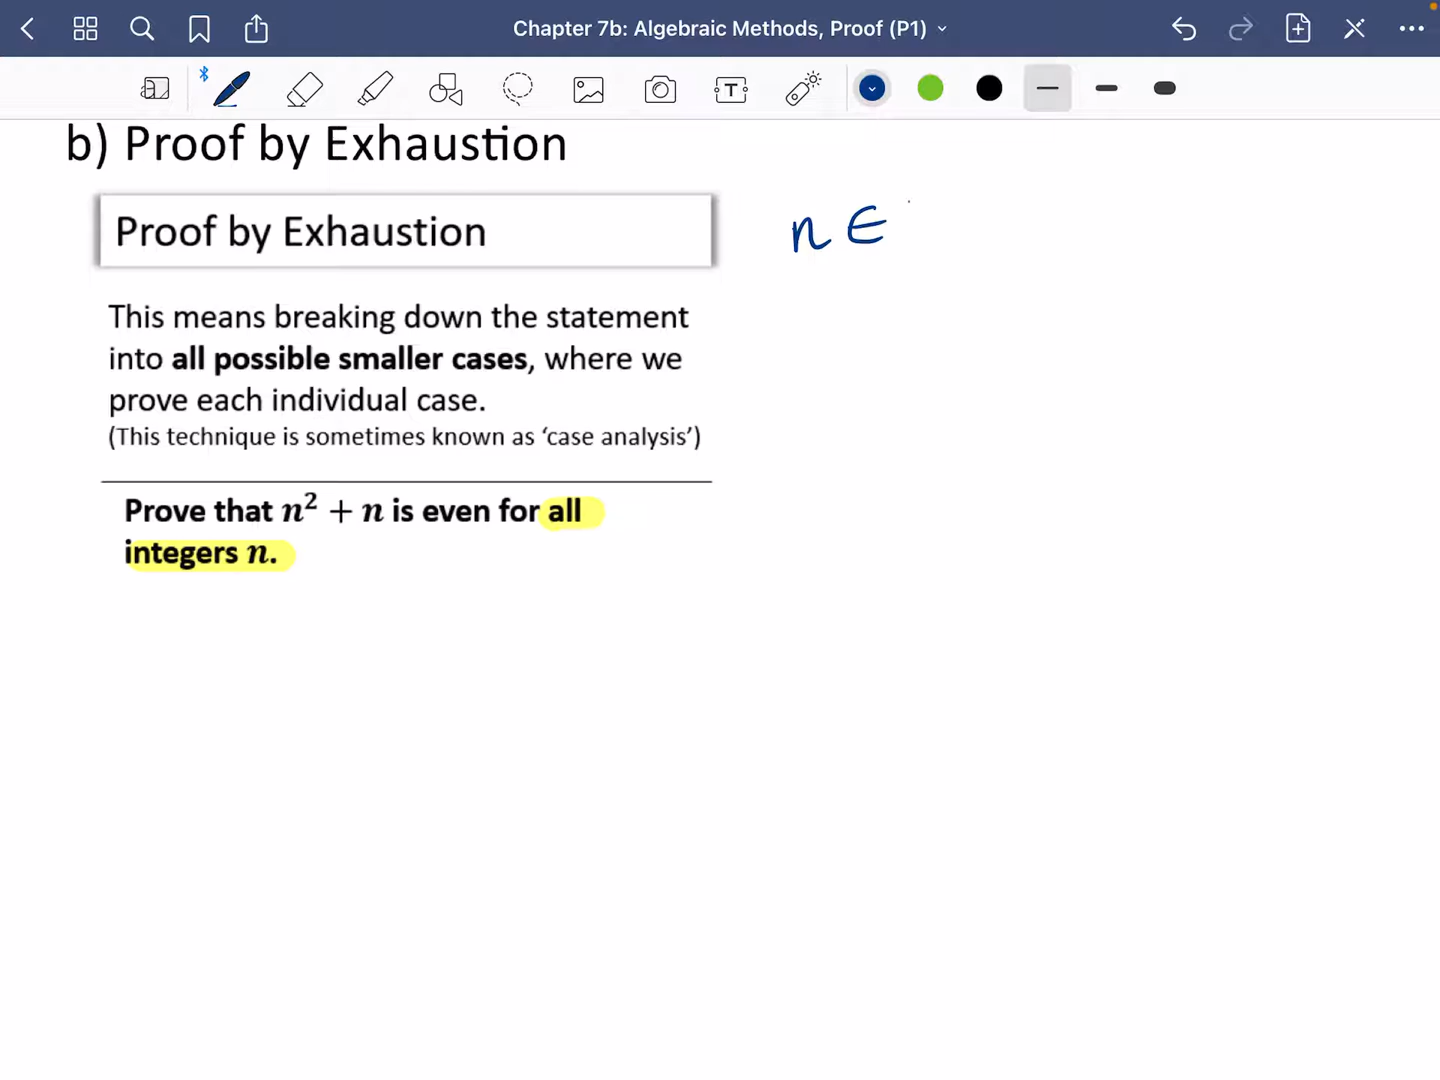 Chapter 7b: Algebraic Methods, Proof (P1)
T
b) Proof by Exhaustion
Proof by Exhaustion
n ∈
This means breaking down the statement
into all possible smaller cases, where we
prove each individual case.
(This technique is sometimes known as ‘case analysis’)
Prove that n² + n is even for all
integers n.